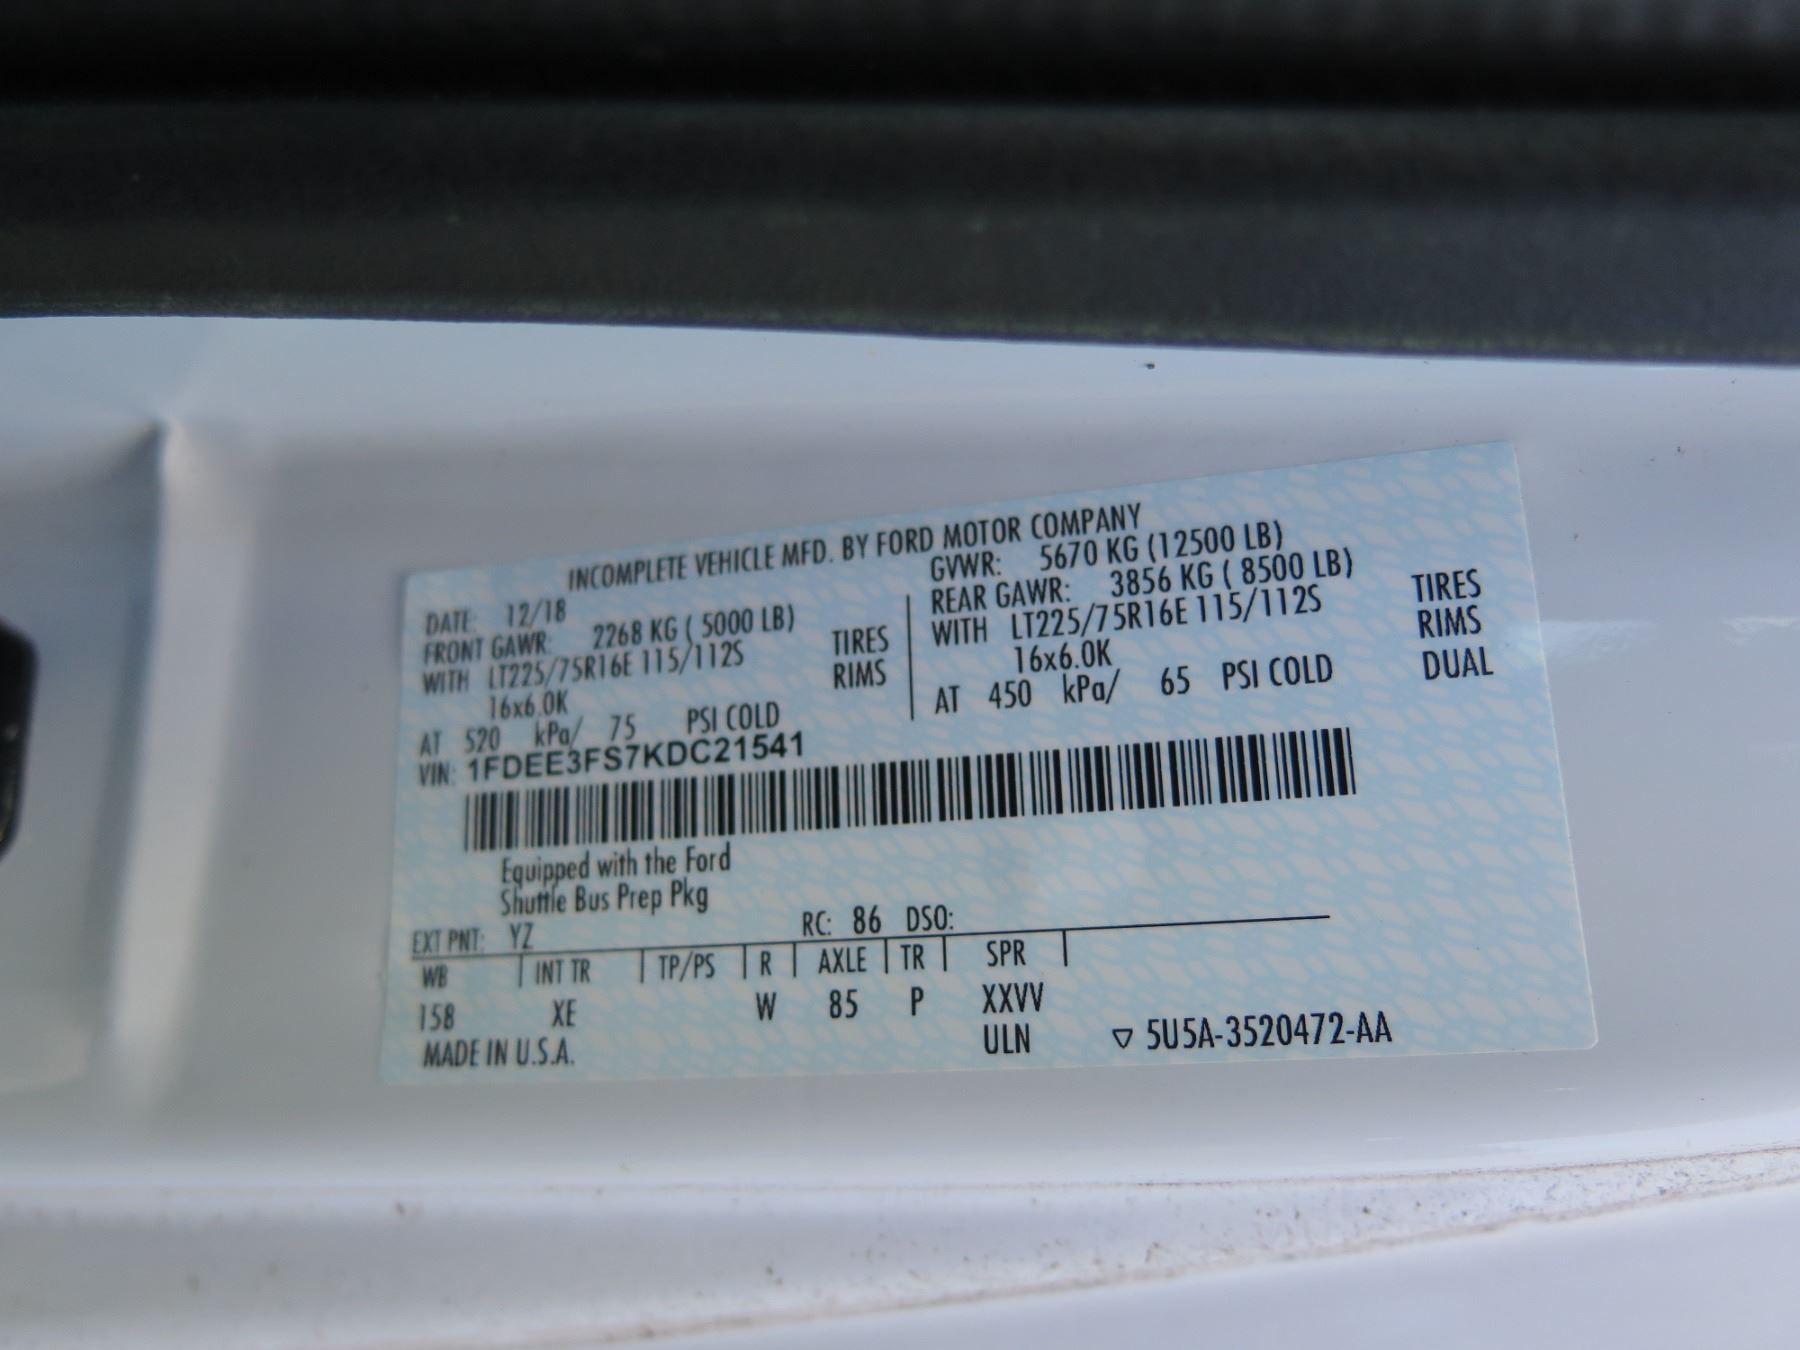 INCOMPLETE VEHICLE MFD. BY FORD MOTOR COMPANY
DATE: 12/18
FRONT GAWR: 2268 KG ( 5000 LB)
WITH LT225/75R16E 115/112S TIRES
16x6.0K RIMS
AT 520 kPa/ 75 PSI COLD
GVWR: 5670 KG (12500 LB)
REAR GAWR: 3856 KG ( 8500 LB)
WITH LT225/75R16E 115/112S TIRES
16x6.0K RIMS
AT 450 kPa/ 65 PSI COLD DUAL
VIN: 1FDEE3FS7KDC21541
Equipped with the Ford
Shuttle Bus Prep Pkg
EXT PNT: YZ RC: 86 DSO:
WB INT TR TP/PS R AXLE TR SPR
158 XE W 85 P XXVV
MADE IN U.S.A. ULN ▽ 5U5A-3520472-AA